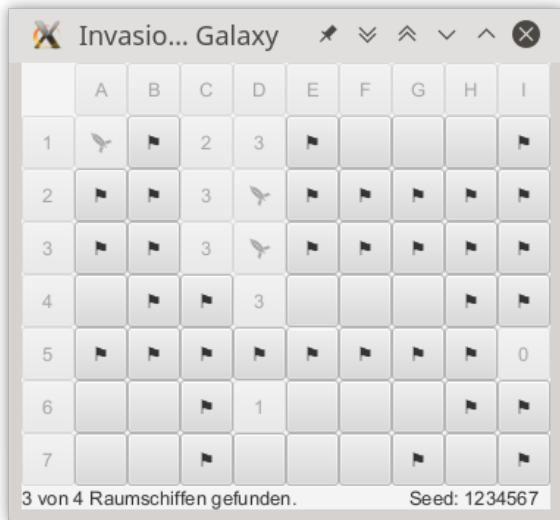 Invasio... Galaxy
A B C D E F G H I
1 2 3
2 3
3 3
4 3
5 0
6 1
7
3 von 4 Raumschiffen gefunden. Seed: 1234567